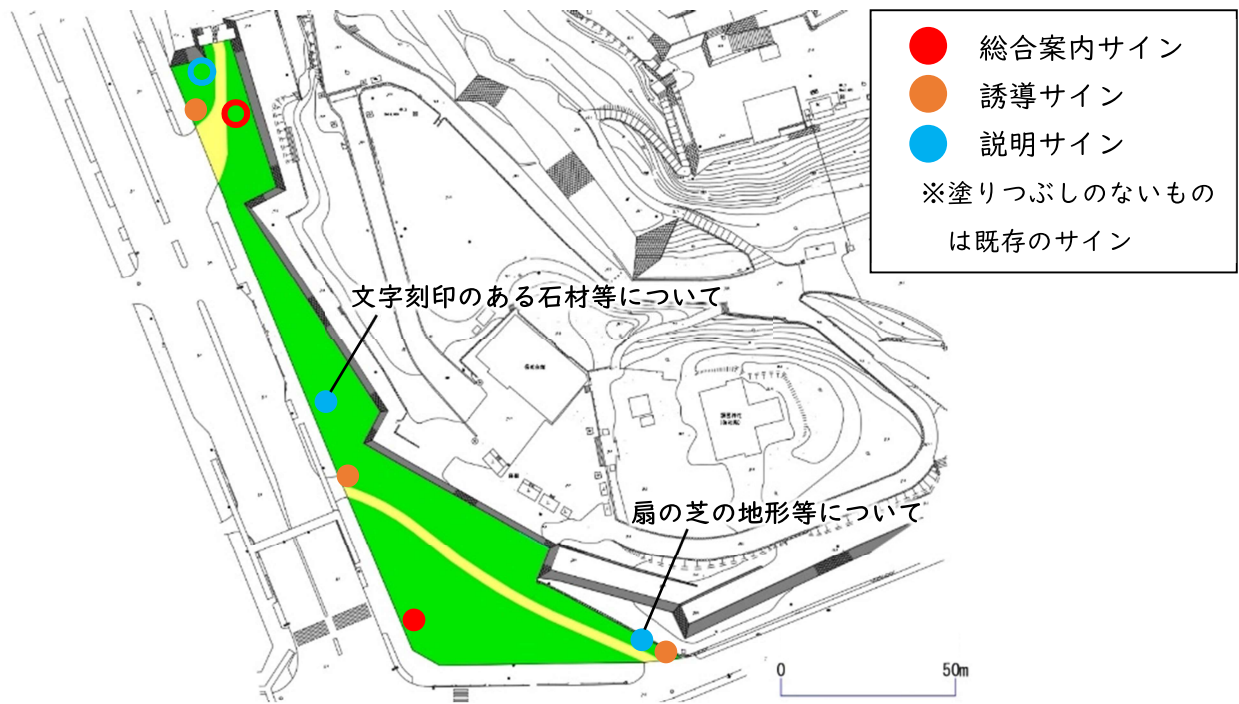 総合案内サイン
誘導サイン
説明サイン
※塗りつぶしのないもの
は既存のサイン
文字刻印のある石材等について
扇の芝の地形等について
0
50m